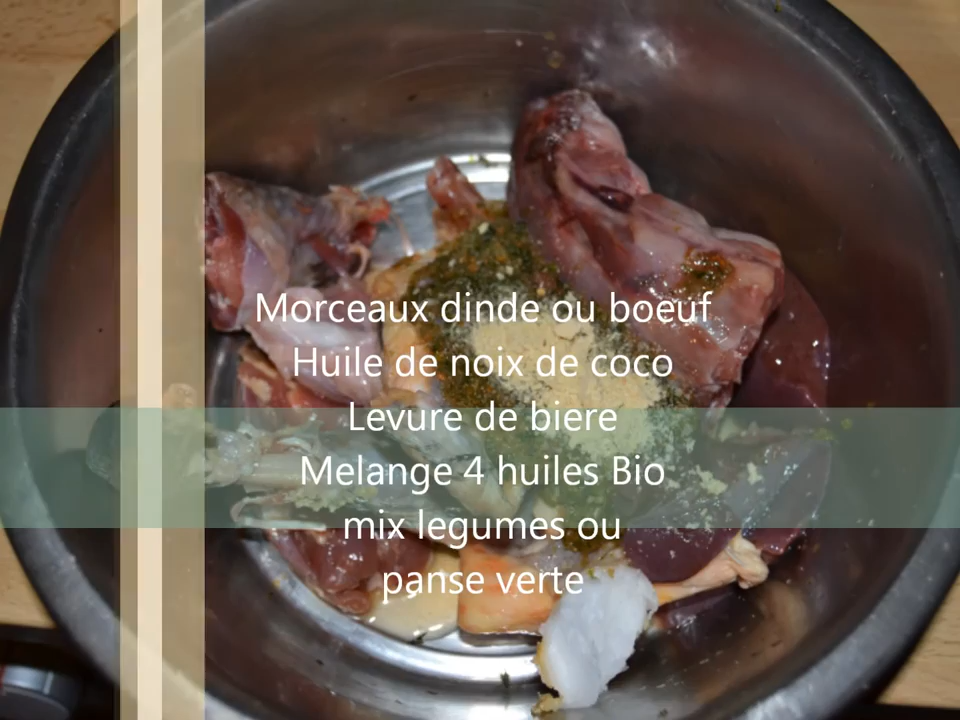 Morceaux dinde ou boeuf
Huile de noix de coco
Levure de biere
Melange 4 huiles Bio
mix legumes ou
panse verte